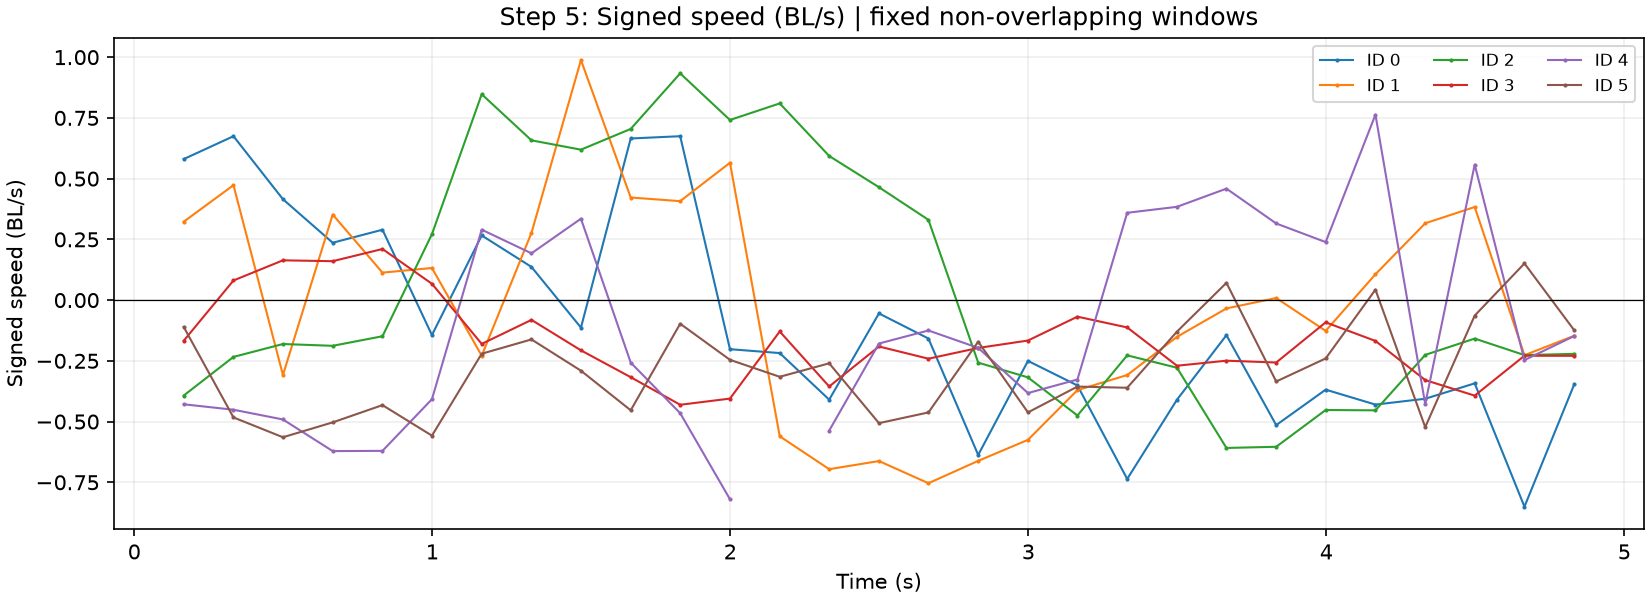 Step 5: Signed speed (BL/s) | fixed non-overlapping windows
Signed speed (BL/s)
1.00
0.75
0.50
0.25
0.00
−0.25
−0.50
−0.75
ID 0
ID 2
ID 4
ID 1
ID 3
ID 5
0
1
2
3
4
5
Time (s)